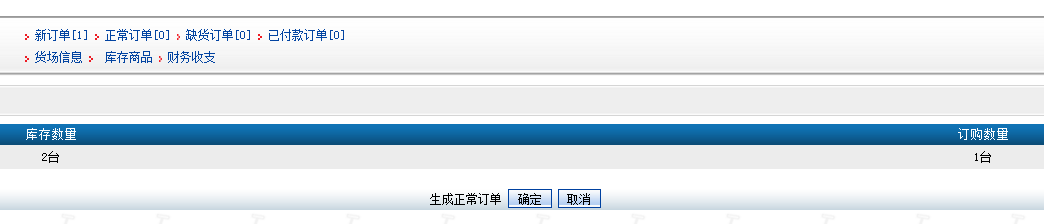 新订单[1] 正常订单[0] 缺货订单[0] 已付款订单[0]
货场信息 库存商品 财务收支
库存数量 订购数量
2台 1台
生成正常订单 确定 取消